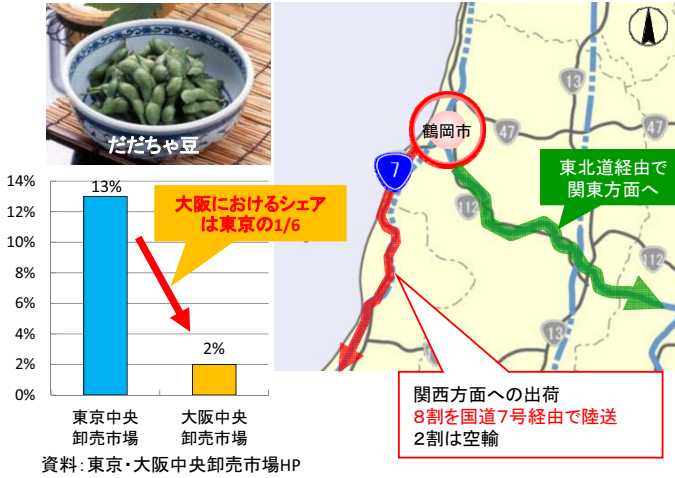 だだちゃ豆
14%
12%
10%
8%
6%
4%
2%
0%
13%
2%
大阪におけるシェア
は東京の1/6
東京中央
卸売市場
大阪中央
卸売市場
資料：東京・大阪中央卸売市場HP
鶴岡市
7
13
47
47
112
112
13
東北道経由で
関東方面へ
関西方面への出荷
8割を国道7号経由で陸送
2割は空輸